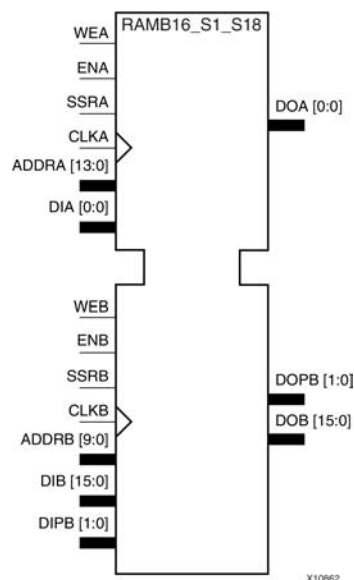 RAMB16_S1_S18
WEA
ENA
SSRA
CLKA
ADDRA [13:0]
DIA [0:0]
DOA [0:0]
WEB
ENB
SSRB
CLKB
ADDRB [9:0]
DIB [15:0]
DIPB [1:0]
DOPB [1:0]
DOB [15:0]
X10862